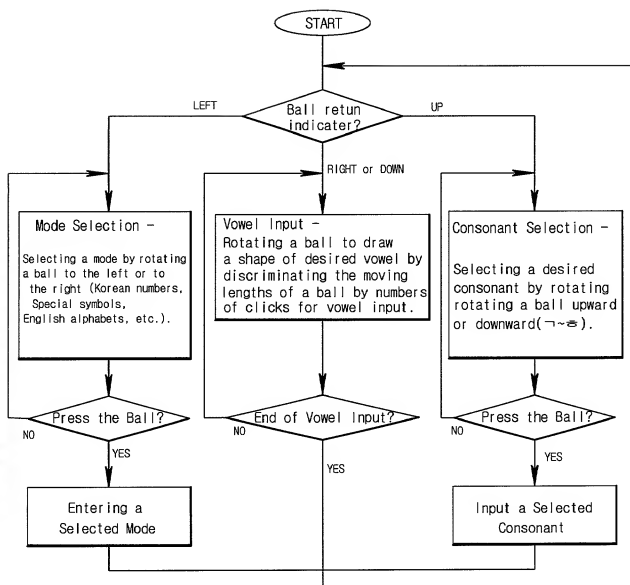 START
Ball retun
indicater?
LEFT
UP
RIGHT or DOWN
Mode Selection -
Selecting a mode by rotating
a ball to the left or to
the right (Korean numbers,
Special symbols,
English alphabets, etc.).
Vowel Input -
Rotating a ball to draw
a shape of desired vowel by
discriminating the moving
lengths of a ball by numbers
of clicks for vowel input.
Consonant Selection -
Selecting a desired
consonant by rotating
rotating a ball upward
or downward(ㄱ~ㅎ).
Press the Ball?
NO
YES
End of Vowel Input?
NO
YES
Press the Ball?
NO
YES
Entering a
Selected Mode
Input a Selected
Consonant